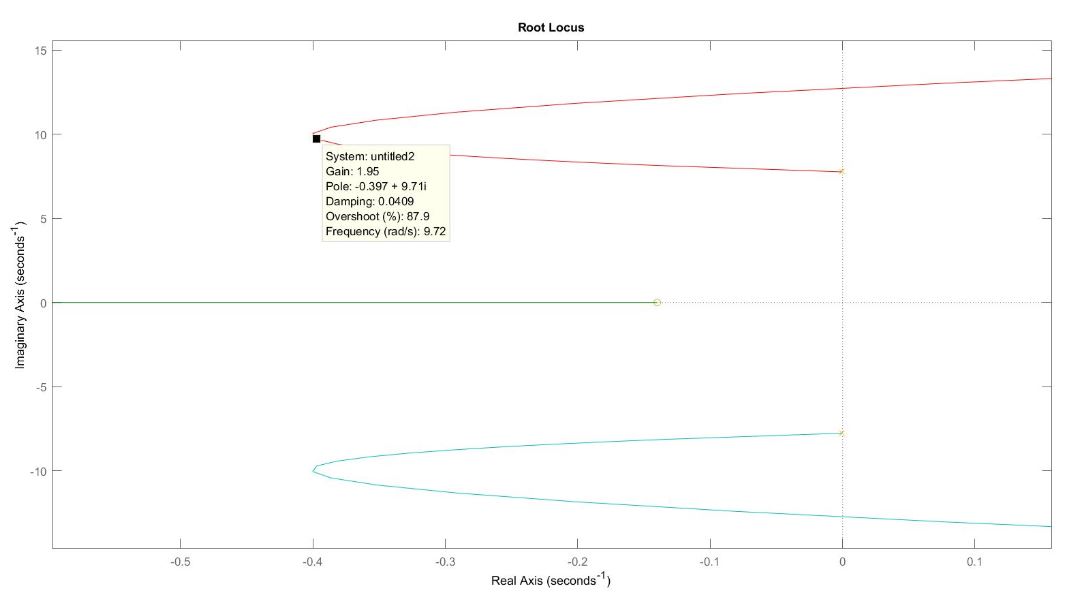 Root Locus
15
10
5
0
-5
-10
Imaginary Axis (seconds-1)
System: untitled2
Gain: 1.95
Pole: -0.397 + 9.71i
Damping: 0.0409
Overshoot (%): 87.9
Frequency (rad/s): 9.72
-0.5 -0.4 -0.3 -0.2 -0.1 0 0.1
Real Axis (seconds-1)